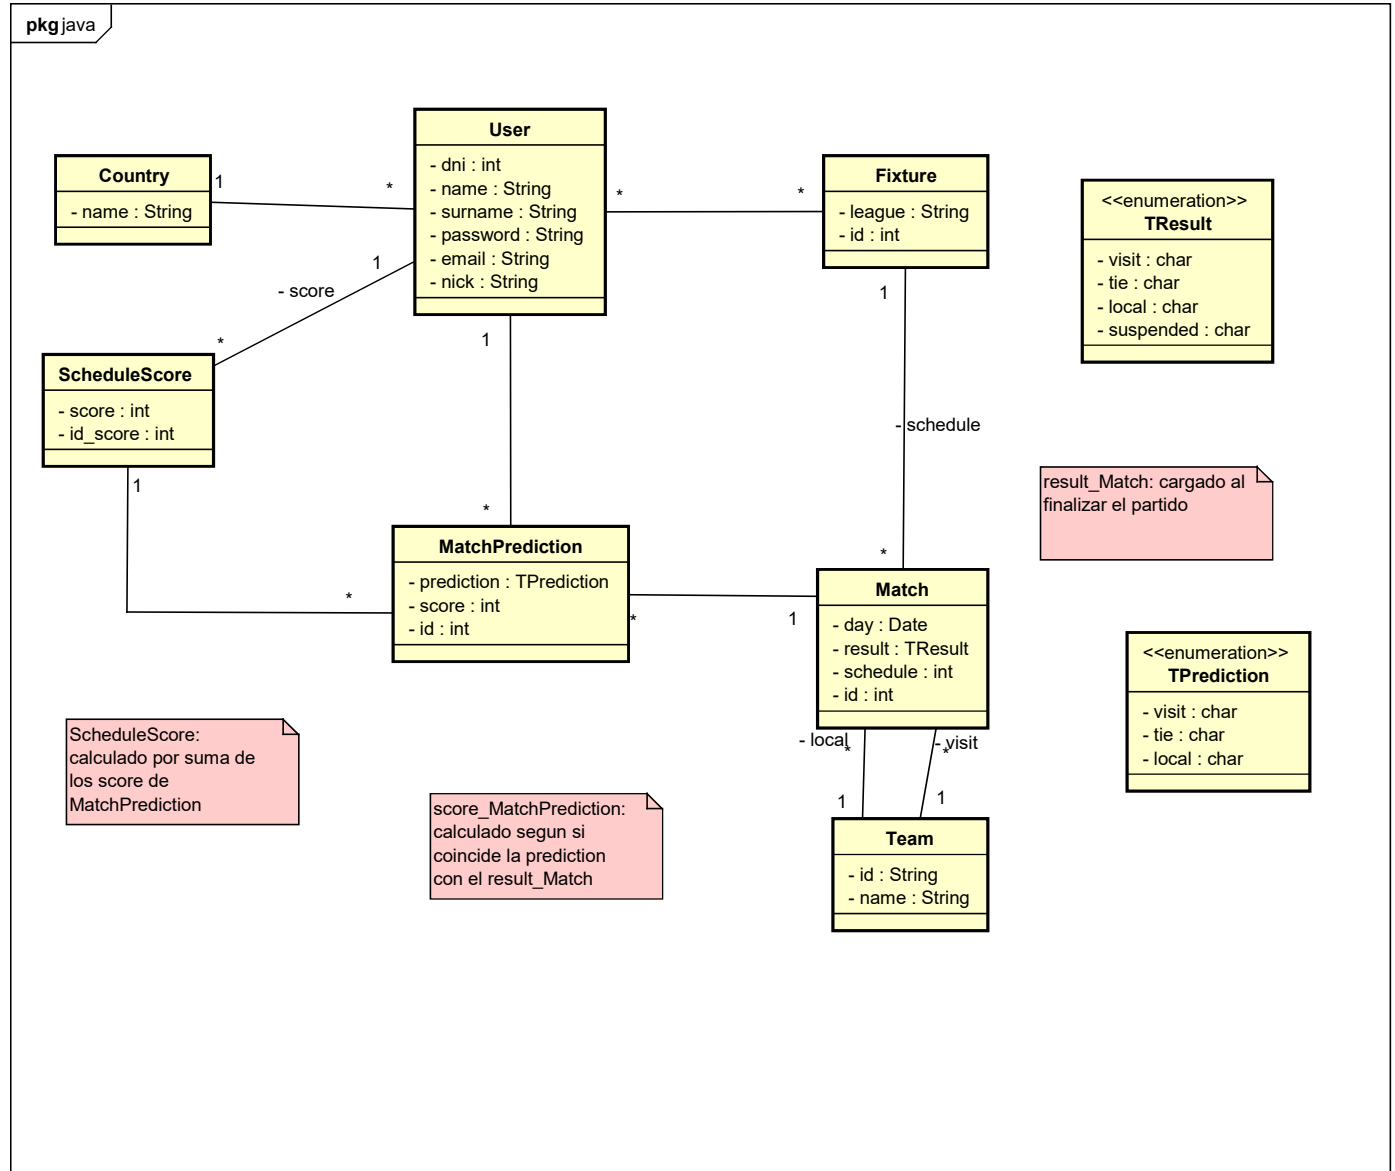 pkg java
User
- dni : int
- name : String
- surname : String
- password : String
- email : String
- nick : String
Country
- name : String
1
*
*
*
Fixture
- league : String
- id : int
<<enumeration>>
TResult
- visit : char
- tie : char
- local : char
- suspended : char
1
- score
*
1
1
ScheduleScore
- score : int
- id_score : int
- schedule
1
result_Match: cargado al
finalizar el partido
*
*
MatchPrediction
- prediction : TPrediction
- score : int
- id : int
*
*
1
Match
- day : Date
- result : TResult
- schedule : int
- id : int
<<enumeration>>
TPrediction
- visit : char
- tie : char
- local : char
ScheduleScore:
calculado por suma de
los score de
MatchPrediction
- local
*
- visit
*
score_MatchPrediction:
calculado segun si
coincide la prediction
con el result_Match
1
1
Team
- id : String
- name : String